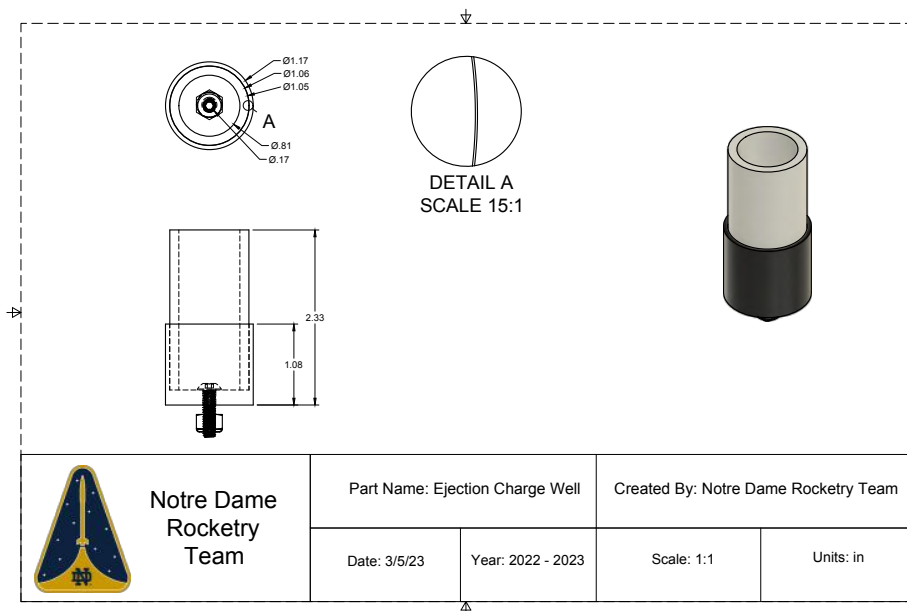 Ø1.17
Ø1.06
Ø1.05
A
Ø.81
Ø.17
DETAIL A
SCALE 15:1
2.33
1.08
Notre Dame
Rocketry
Team
ND
Part Name: Ejection Charge Well
Created By: Notre Dame Rocketry Team
Date: 3/5/23
Year: 2022 - 2023
Scale: 1:1
Units: in